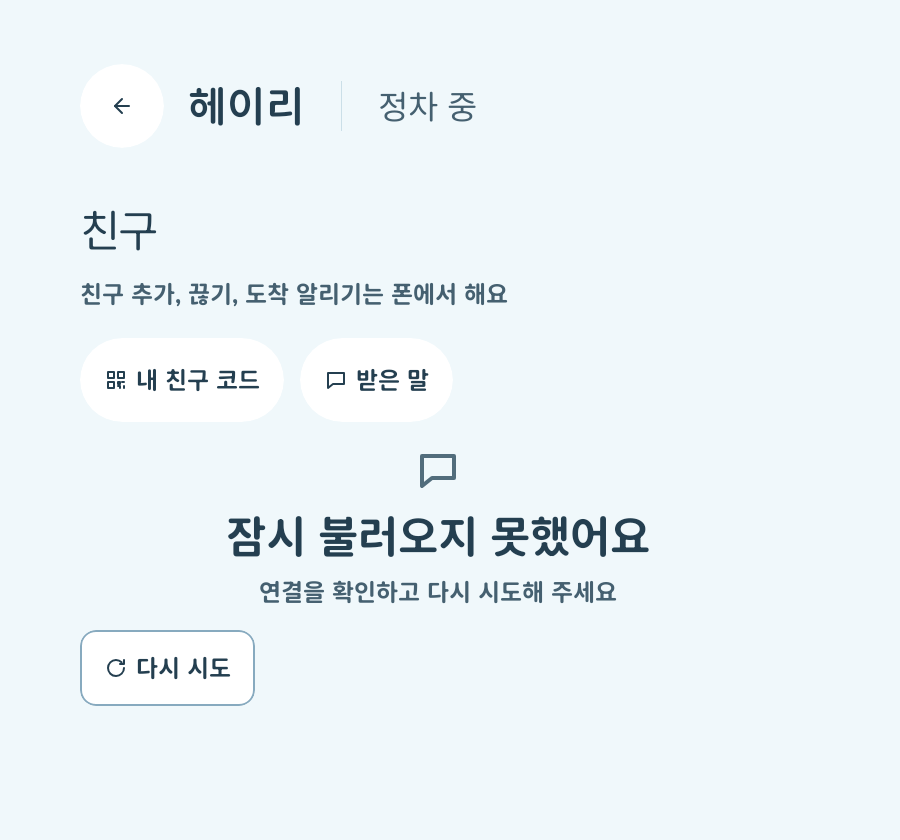 헤이리 정차 중
친구
친구 추가, 끊기, 도착 알리기는 폰에서 해요
내 친구 코드 받은 말
잠시 불러오지 못했어요
연결을 확인하고 다시 시도해 주세요
다시 시도